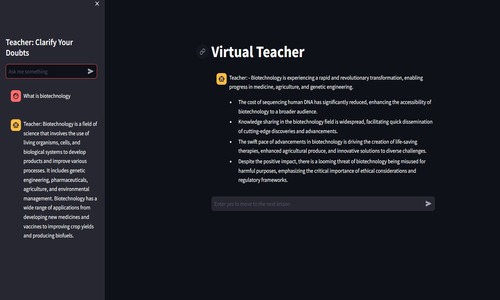 ×
Teacher: Clarify Your
Doubts
Ask me something
What is biotechnology
Teacher: Biotechnology is a field of
science that involves the use of
living organisms, cells, and
biological systems to develop
products and improve various
processes. It includes genetic
engineering, pharmaceuticals,
agriculture, and environmental
management. Biotechnology has a
wide range of applications from
developing new medicines and
vaccines to improving crop yields
and producing biofuels.
Virtual Teacher
Teacher: - Biotechnology is experiencing a rapid and revolutionary transformation, enabling
progress in medicine, agriculture, and genetic engineering.
• The cost of sequencing human DNA has significantly reduced, enhancing the accessibility of
biotechnology to a broader audience.
• Knowledge sharing in the biotechnology field is widespread, facilitating quick dissemination
of cutting-edge discoveries and advancements.
• The swift pace of advancements in biotechnology is driving the creation of life-saving
therapies, enhanced agricultural produce, and innovative solutions to diverse challenges.
• Despite the positive impact, there is a looming threat of biotechnology being misused for
harmful purposes, emphasizing the critical importance of ethical considerations and
regulatory frameworks.
Enter yes to move to the next lesson